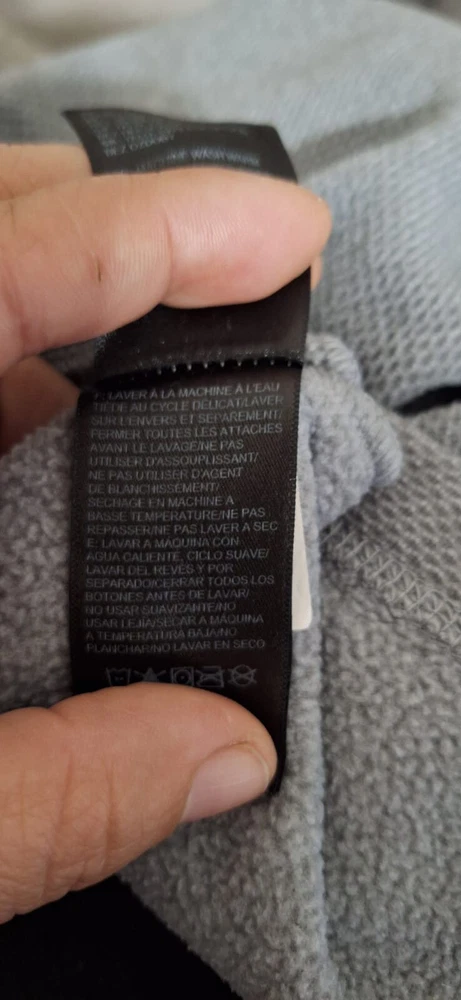 F: LAVER À LA MACHINE À L'EAU
TIÈDE AU CYCLE DÉLICAT/LAVER
SUR L'ENVERS ET SÉPARÉMENT/
FERMER TOUTES LES ATTACHES
AVANT LE LAVAGE/NE PAS
UTILISER D'ASSOUPLISSANT/
NE PAS UTILISER D'AGENT
DE BLANCHISSEMENT/
SÉCHAGE EN MACHINE À
BASSE TEMPÉRATURE/NE PAS
REPASSER/NE PAS LAVER À SEC
E: LAVAR A MÁQUINA CON
AGUA CALIENTE, CICLO SUAVE/
LAVAR DEL REVÉS Y POR
SEPARADO/CERRAR TODOS LOS
BOTONES ANTES DE LAVAR/
NO USAR SUAVIZANTE/NO
USAR LEJÍA/SECAR A MÁQUINA
A TEMPERATURA BAJA/NO
PLANCHAR/NO LAVAR EN SECO